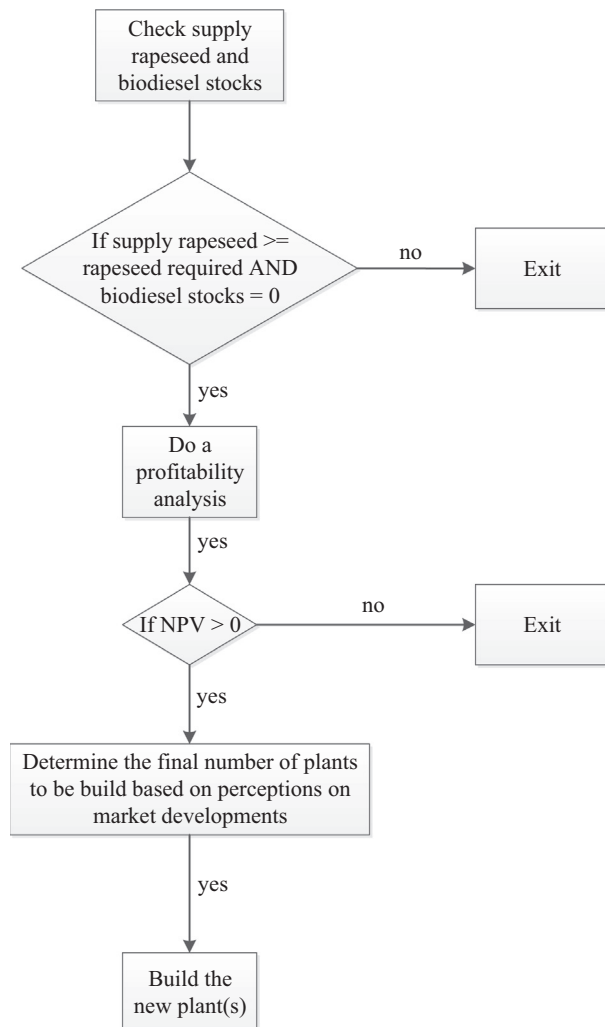 Check supply
rapeseed and
biodiesel stocks
If supply rapeseed >=
rapeseed required AND
biodiesel stocks = 0
no
Exit
yes
Do a
profitability
analysis
yes
If NPV > 0
no
Exit
yes
Determine the final number of plants
to be build based on perceptions on
market developments
yes
Build the
new plant(s)